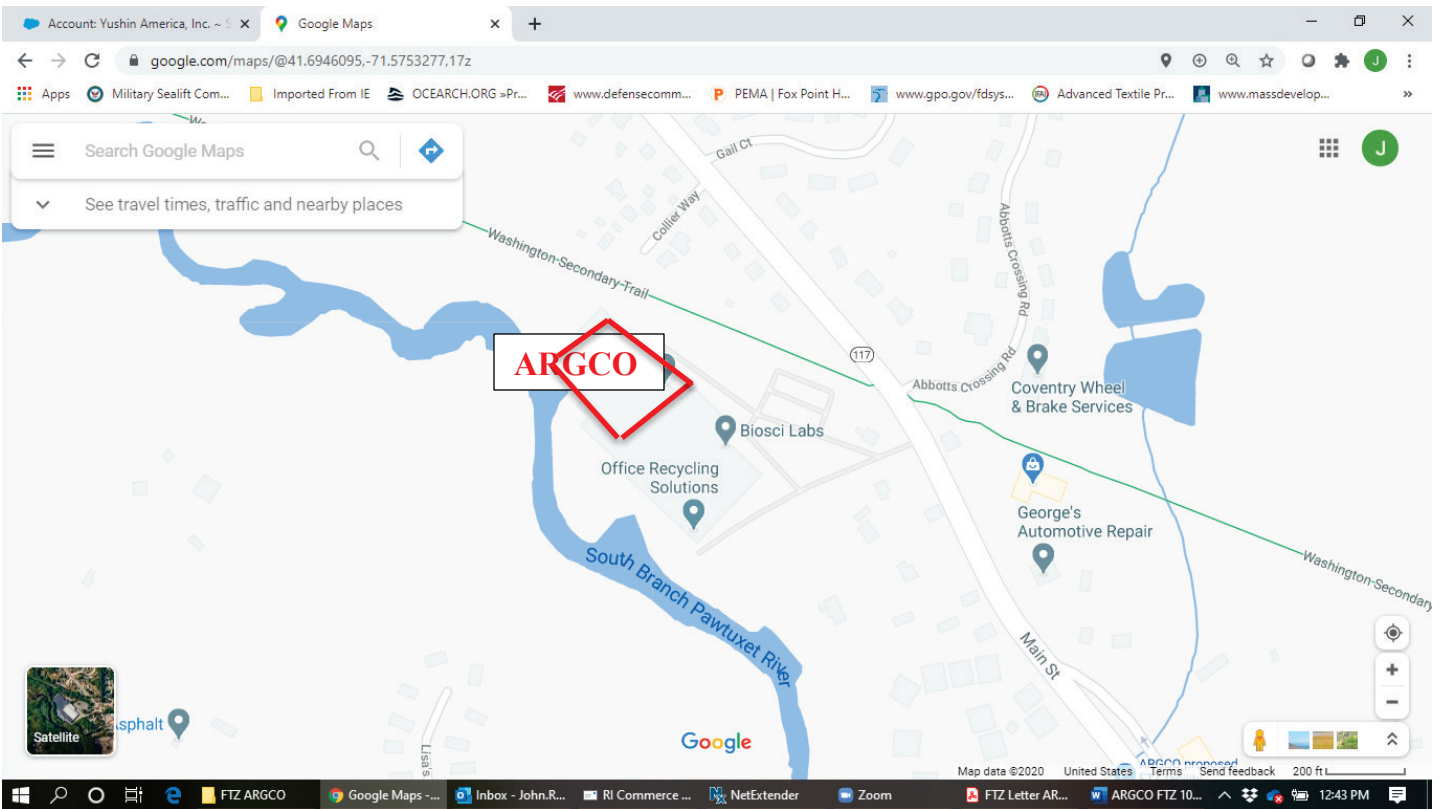 Account: Yushin America, Inc. ~ S
Google Maps
google.com/maps/@41.6946095,-71.5753277,17z
J
Apps
Military Sealift Com...
Imported From IE
OCEARCH.ORG »Pr...
www.defensecomm...
PEMA | Fox Point H...
www.gpo.gov/fdsys...
Advanced Textile Pr...
www.massdevelop...
»
Search Google Maps
J
See travel times, traffic and nearby places
Gail Ct
Collier Way
Abbotts Crossing Rd
Washington-Secondary-Trail
ARGCO
117
Abbotts Crossing Rd
Coventry Wheel
& Brake Services
Biosci Labs
Office Recycling
Solutions
George's
Automotive Repair
South Branch Pawtuxet River
Washington-Secondary
Main St
Lisa's
Satellite
sphalt
Google
ARGCO proposed
Map data ©2020
United States
Terms
Send feedback
200 ft
FTZ ARGCO
Google Maps -...
Inbox - John.R...
RI Commerce ...
NetExtender
Zoom
FTZ Letter AR...
ARGCO FTZ 10...
12:43 PM